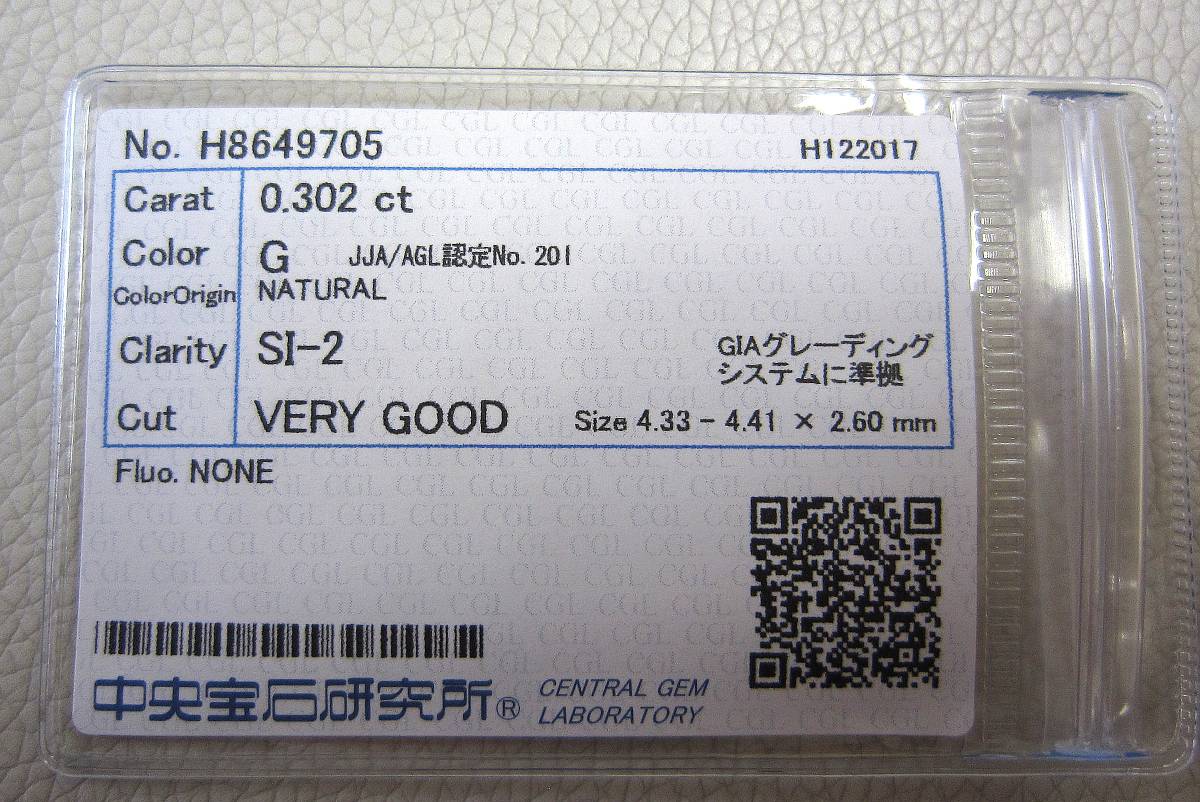 No. H8649705 H122017
Carat 0.302 ct
Color G JJA/AGL認定No. 201
ColorOrigin NATURAL
Clarity SI-2 GIAグレーディング
システムに準拠
Cut VERY GOOD Size 4.33 - 4.41 × 2.60 mm
Fluo. NONE
中央宝石研究所® CENTRAL GEM
LABORATORY